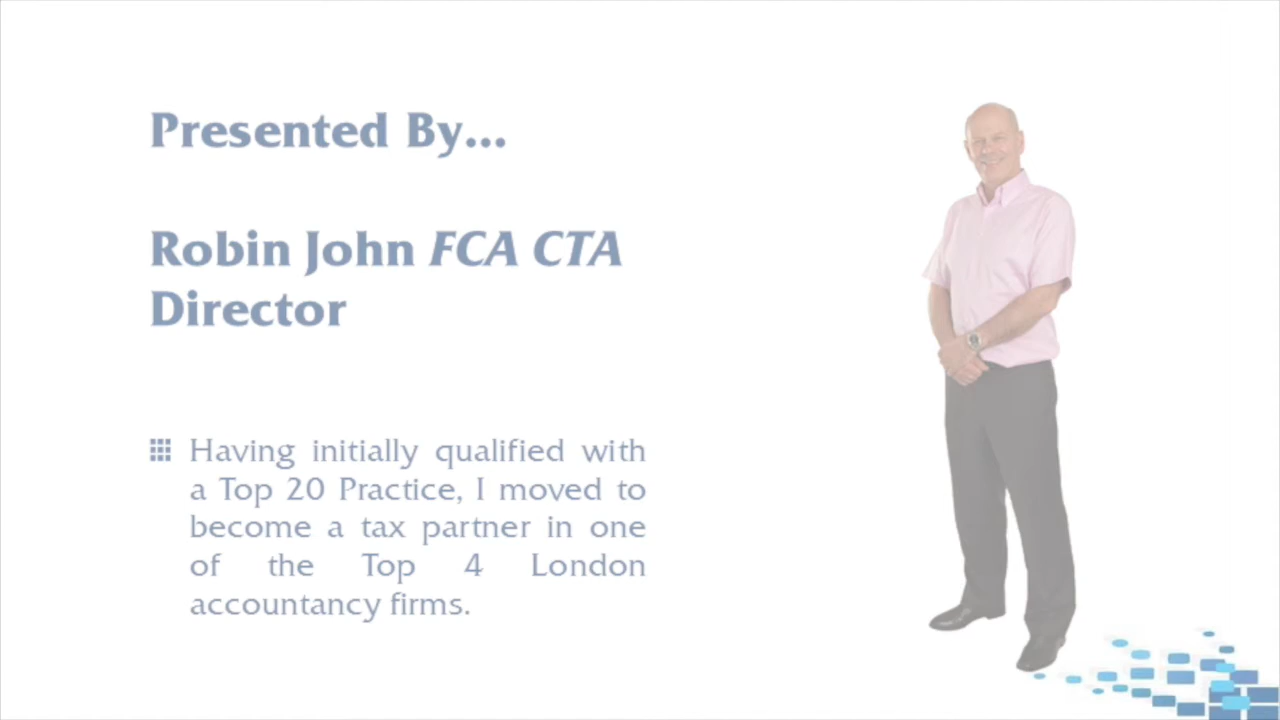 Presented By...
Robin John FCA CTA
Director
Having initially qualified with
a Top 20 Practice, I moved to
become a tax partner in one
of the Top 4 London
accountancy firms.